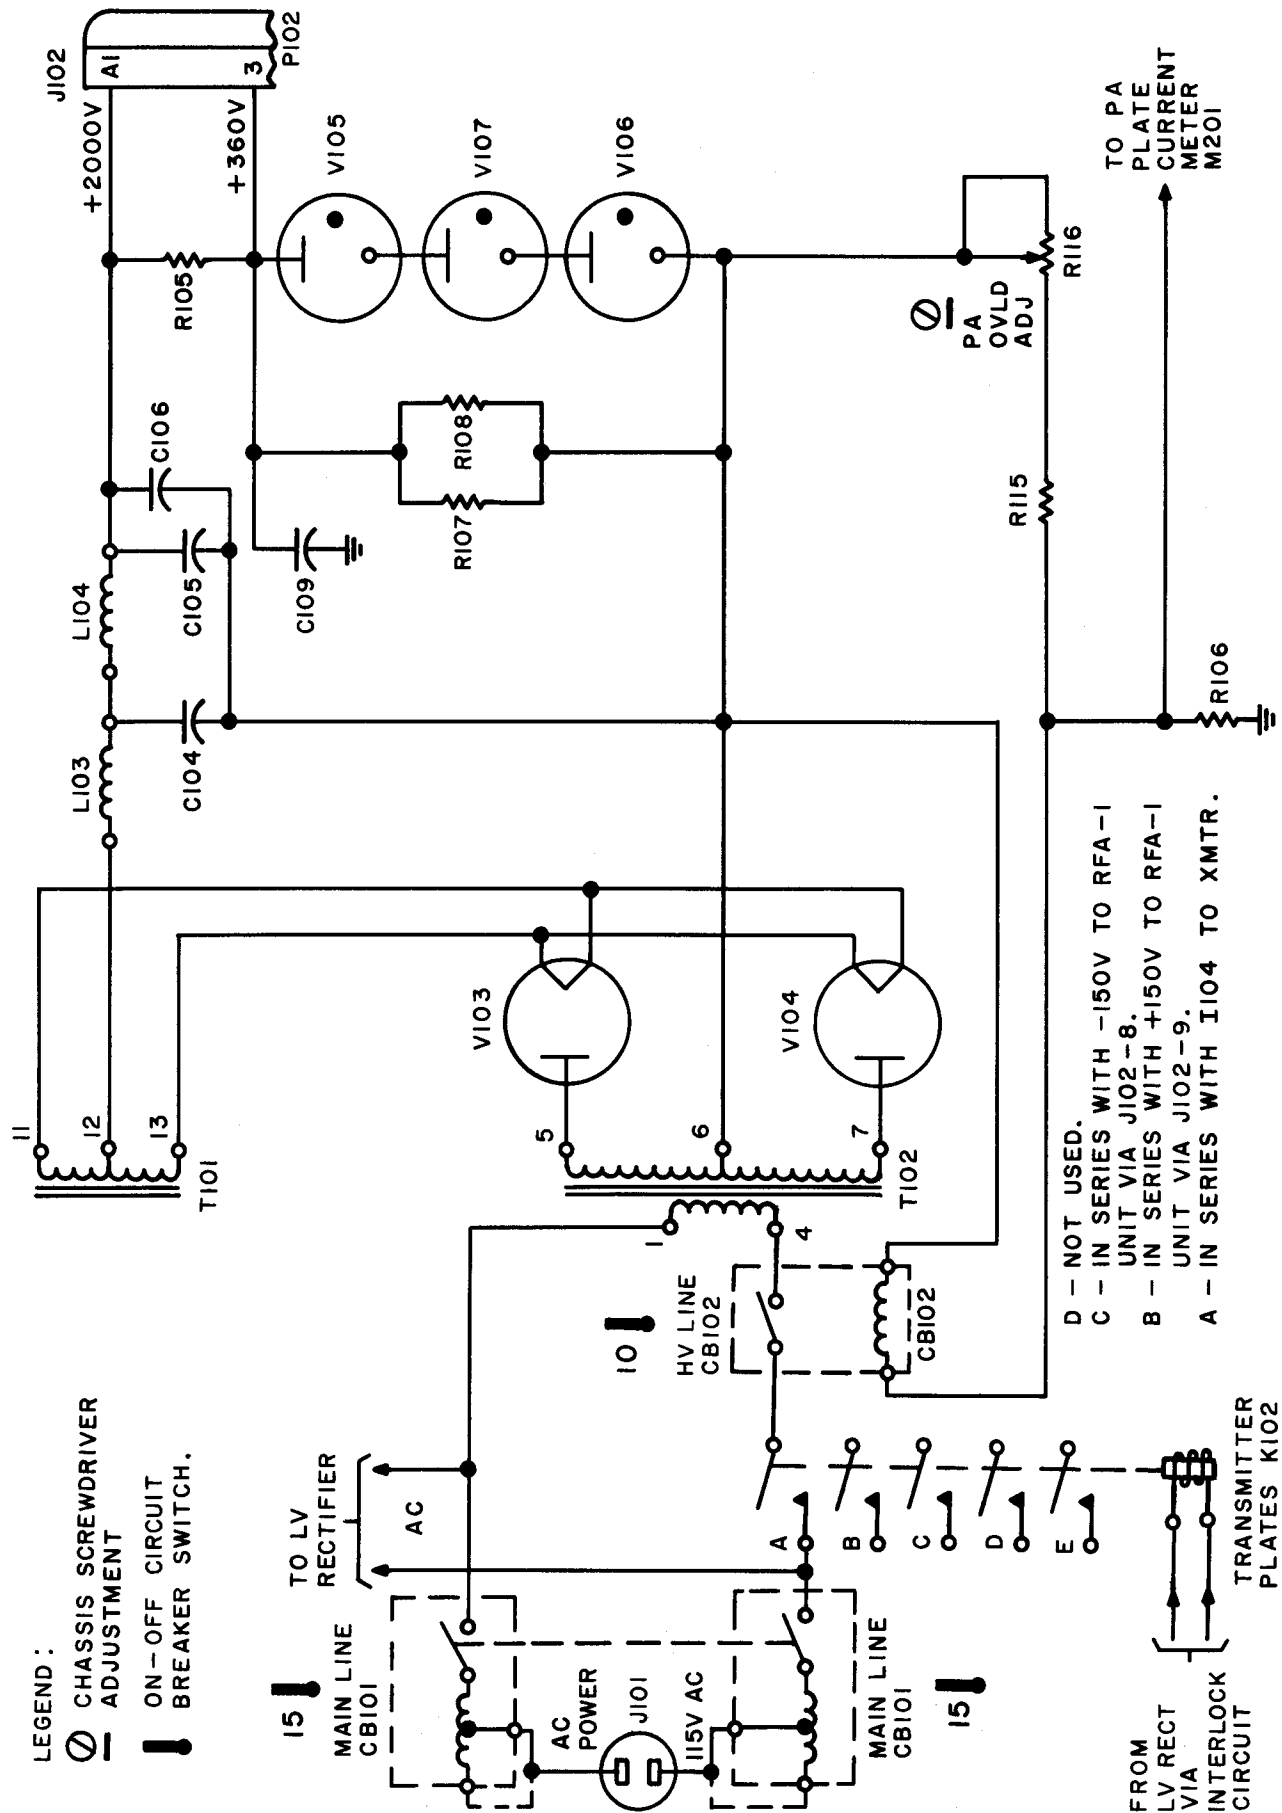 LEGEND:
CHASSIS SCREWDRIVER
ADJUSTMENT
ON-OFF CIRCUIT
BREAKER SWITCH.
15
MAIN LINE
CB101
AC
POWER
J101
115V AC
MAIN LINE
CB101
15
TO LV
RECTIFIER
AC
10
HV LINE
CB102
CB102
A
B
C
D
E
FROM
LV RECT
VIA
INTERLOCK
CIRCUIT
TRANSMITTER
PLATES K102
11
12
13
T101
1
4
5
6
7
T102
V103
V104
D - NOT USED.
C - IN SERIES WITH -150V TO RFA-1
UNIT VIA J102-8.
B - IN SERIES WITH +150V TO RFA-1
UNIT VIA J102-9.
A - IN SERIES WITH I104 TO XMTR.
L103
L104
C104
C105
C106
C109
R107
R108
R105
+2000V
+360V
J102
A1
3
P102
V105
V107
V106
PA
OVLD
ADJ
R116
R115
R106
TO PA
PLATE
CURRENT
METER
M201